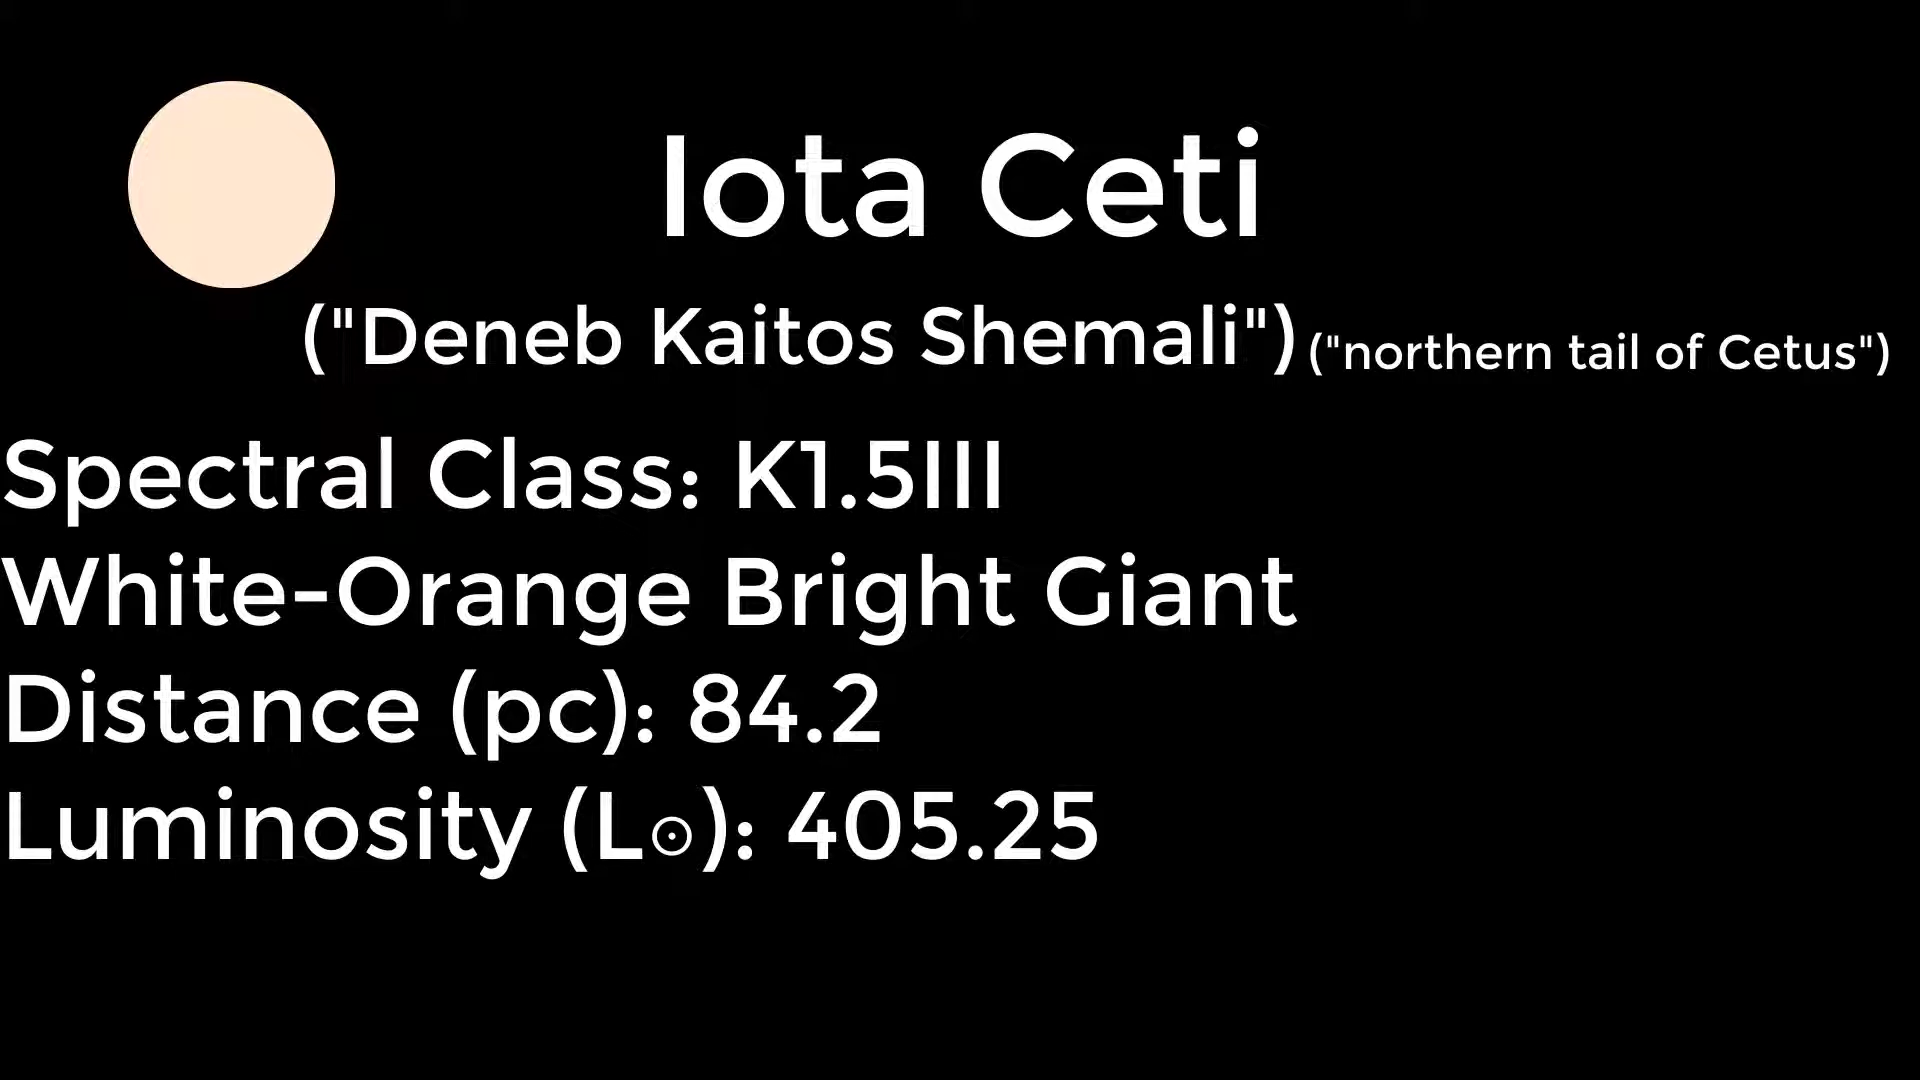 Iota Ceti
("Deneb Kaitos Shemali") ("northern tail of Cetus")
Spectral Class: K1.5III
White-Orange Bright Giant
Distance (pc): 84.2
Luminosity (L☉): 405.25